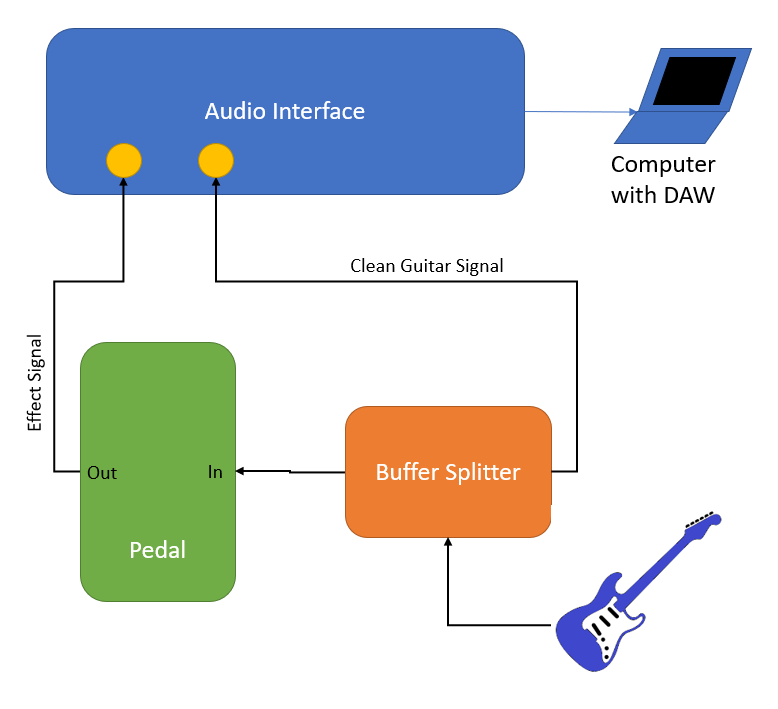 Audio Interface
Computer
with DAW
Clean Guitar Signal
Effect Signal
Out
In
Buffer Splitter
Pedal